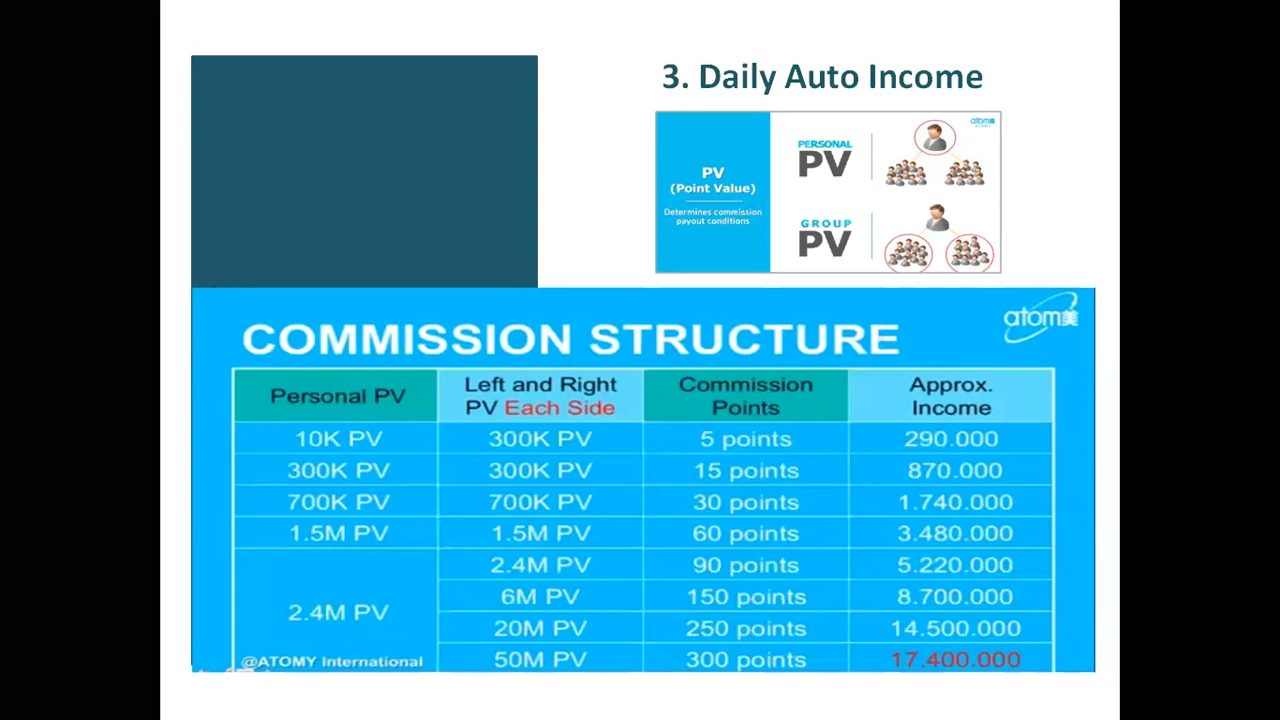 3. Daily Auto Income
atom美
PV
(Point Value)
Determines commission
payout conditions
PERSONAL
PV
GROUP
PV
COMMISSION STRUCTURE
atom美
Personal PV
Left and Right
PV Each Side
Commission
Points
Approx.
Income
10K PV 300K PV 5 points 290.000
300K PV 300K PV 15 points 870.000
700K PV 700K PV 30 points 1.740.000
1.5M PV 1.5M PV 60 points 3.480.000
2.4M PV
2.4M PV 90 points 5.220.000
6M PV 150 points 8.700.000
20M PV 250 points 14.500.000
50M PV 300 points 17.400.000
@ATOMY International